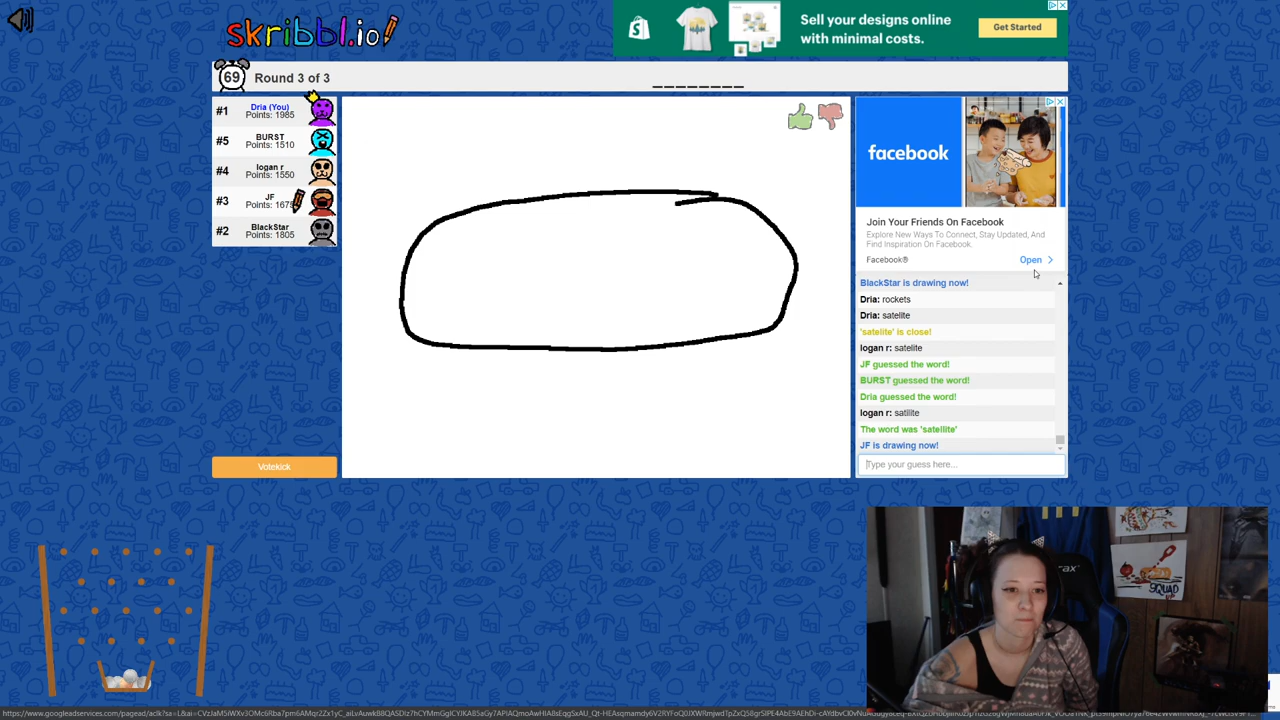 skribbl.io
Sell your designs online
with minimal costs.
Get Started
69
Round 3 of 3
________
#1
Dria (You)
Points: 1985
#5
BURST
Points: 1510
#4
logan r
Points: 1550
#3
JF
Points: 1675
#2
BlackStar
Points: 1805
Votekick
facebook
Join Your Friends On Facebook
Explore New Ways To Connect, Stay Updated, And
Find Inspiration On Facebook.
Facebook®
Open
BlackStar is drawing now!
Dria: rockets
Dria: satelite
'satelite' is close!
logan r: satelite
JF guessed the word!
BURST guessed the word!
Dria guessed the word!
logan r: satilite
The word was 'satellite'
JF is drawing now!
Type your guess here...
SQUAD